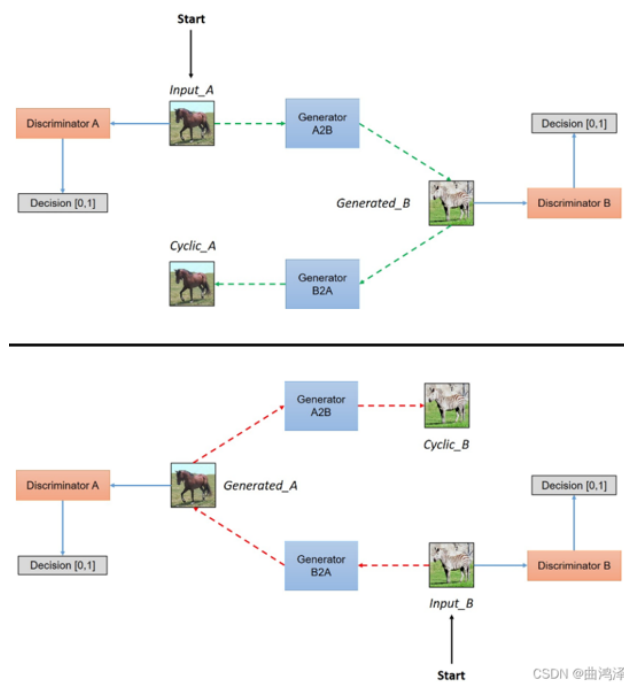 Start
Input_A
Discriminator A
Generator
A2B
Decision [0,1]
Decision [0,1]
Generated_B
Discriminator B
Cyclic_A
Generator
B2A
Generator
A2B
Cyclic_B
Discriminator A
Generated_A
Decision [0,1]
Decision [0,1]
Generator
B2A
Discriminator B
Input_B
Start
CSDN @曲鸿泽